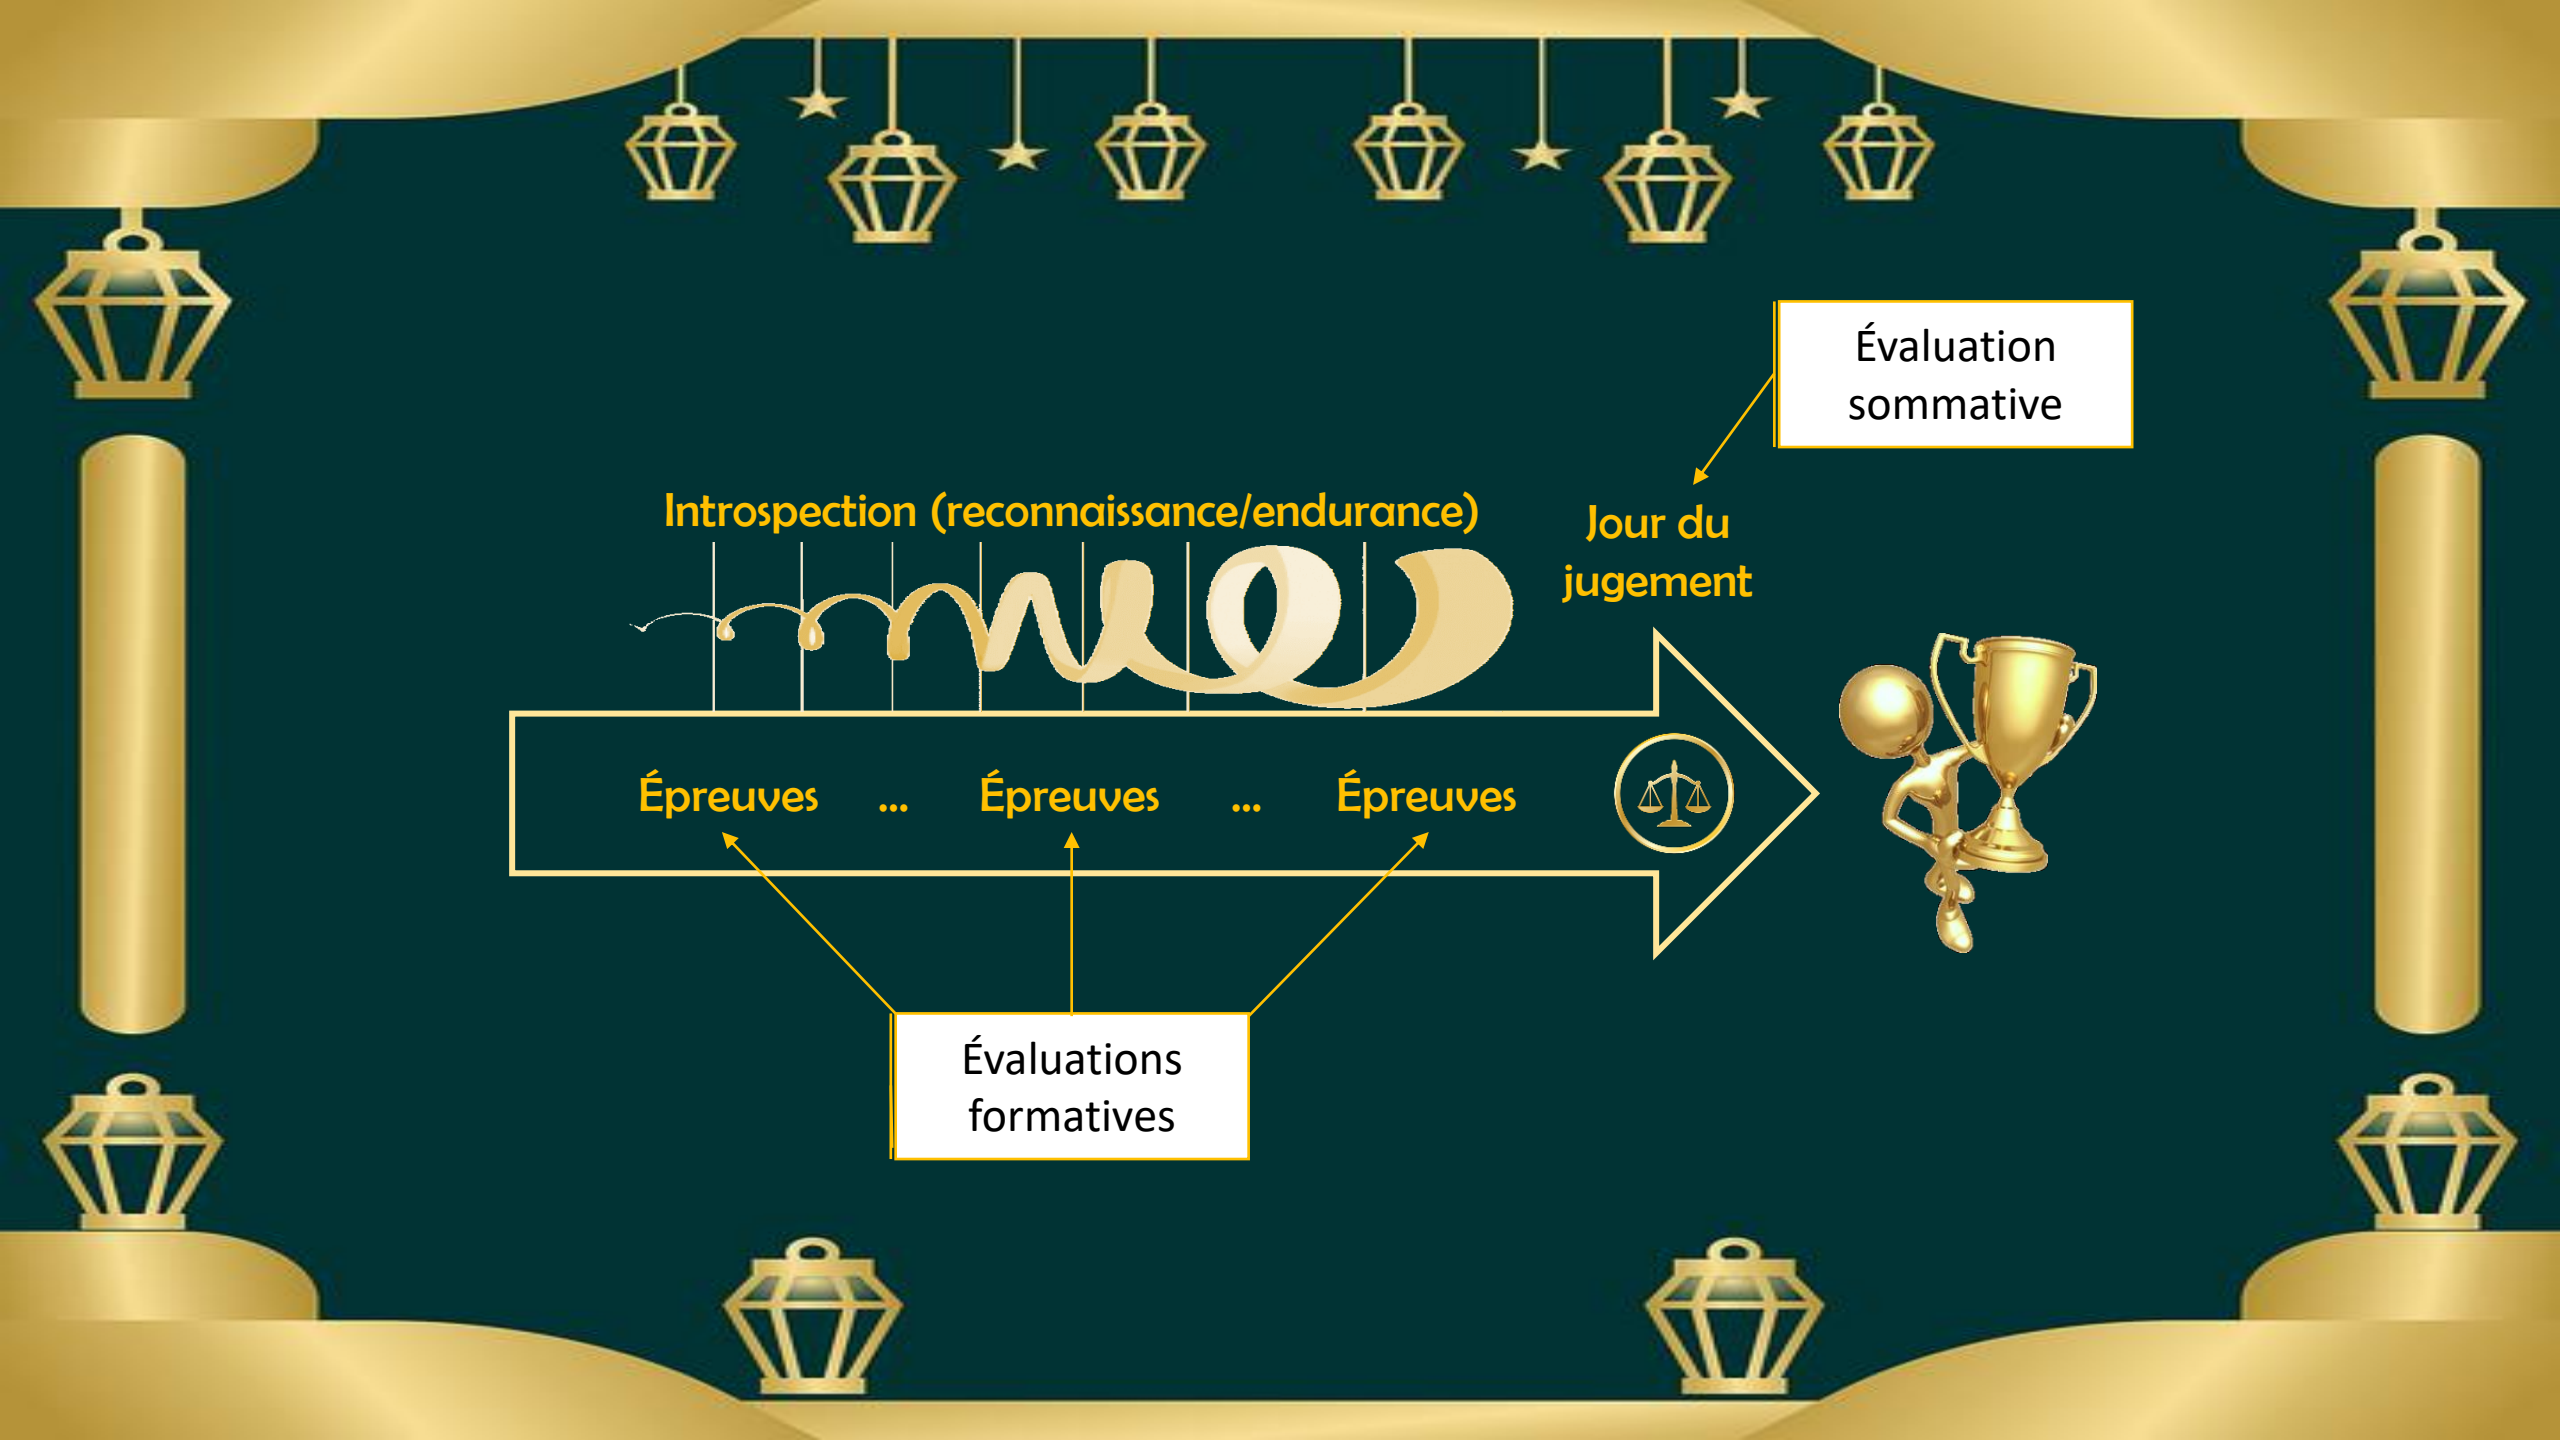 Évaluation
sommative
Introspection (reconnaissance/endurance)
Jour du
jugement
Épreuves ... Épreuves ... Épreuves
Évaluations
formatives